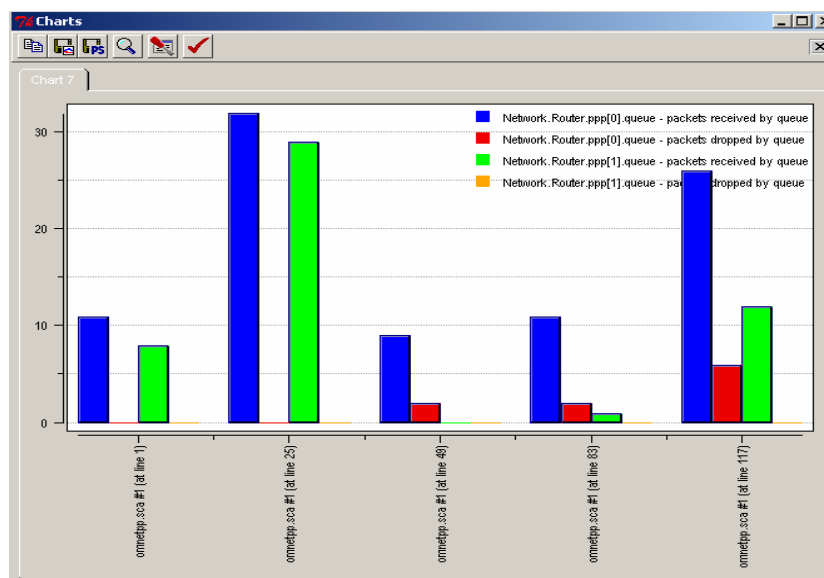 Charts
PS
Chart 7
Network.Router.ppp[0].queue - packets received by queue
Network.Router.ppp[0].queue - packets dropped by queue
Network.Router.ppp[1].queue - packets received by queue
Network.Router.ppp[1].queue - pac dropped by queue
30
20
10
0
omnetpp.sca #1 (at line 1)
omnetpp.sca #1 (at line 25)
omnetpp.sca #1 (at line 49)
omnetpp.sca #1 (at line 83)
omnetpp.sca #1 (at line 117)